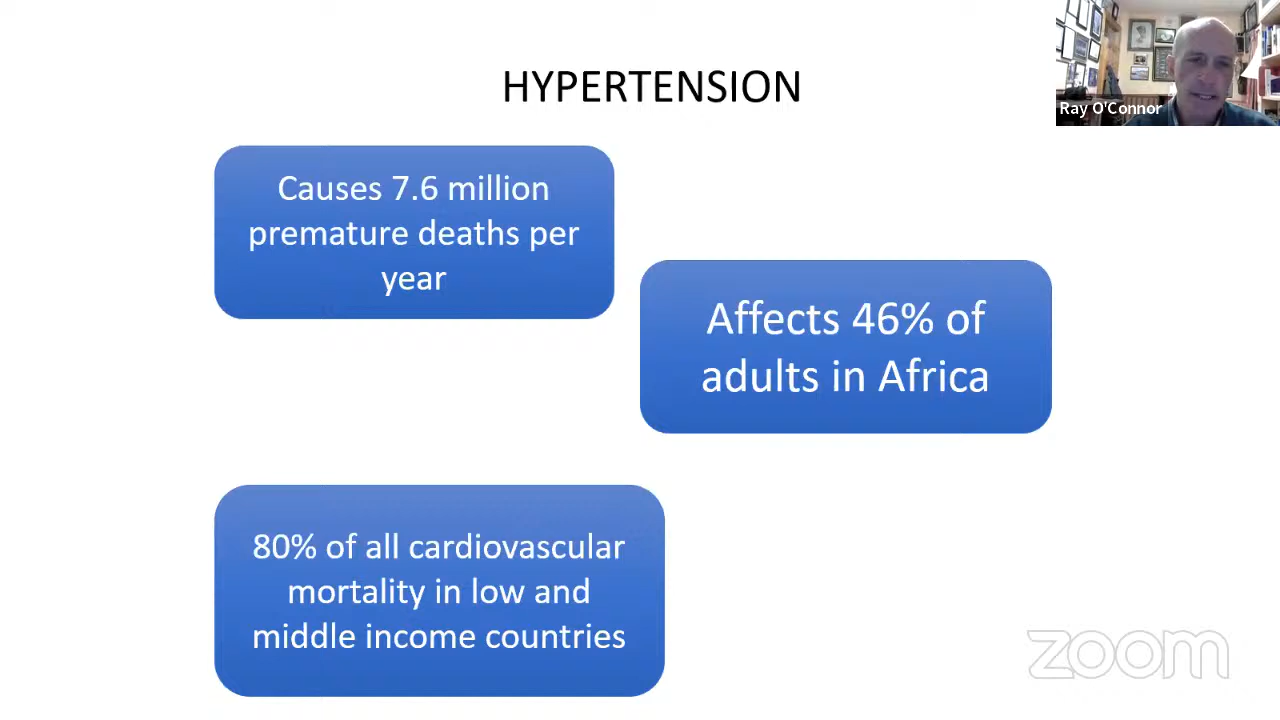 HYPERTENSION
Ray O'Connor
Causes 7.6 million
premature deaths per
year
Affects 46% of
adults in Africa
80% of all cardiovascular
mortality in low and
middle income countries
zoom